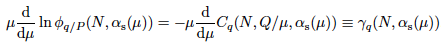 μ d/dμ ln ϕ_{q/P}(N, α_s(μ)) = −μ d/dμ C_q(N, Q/μ, α_s(μ)) ≡ γ_q(N, α_s(μ))